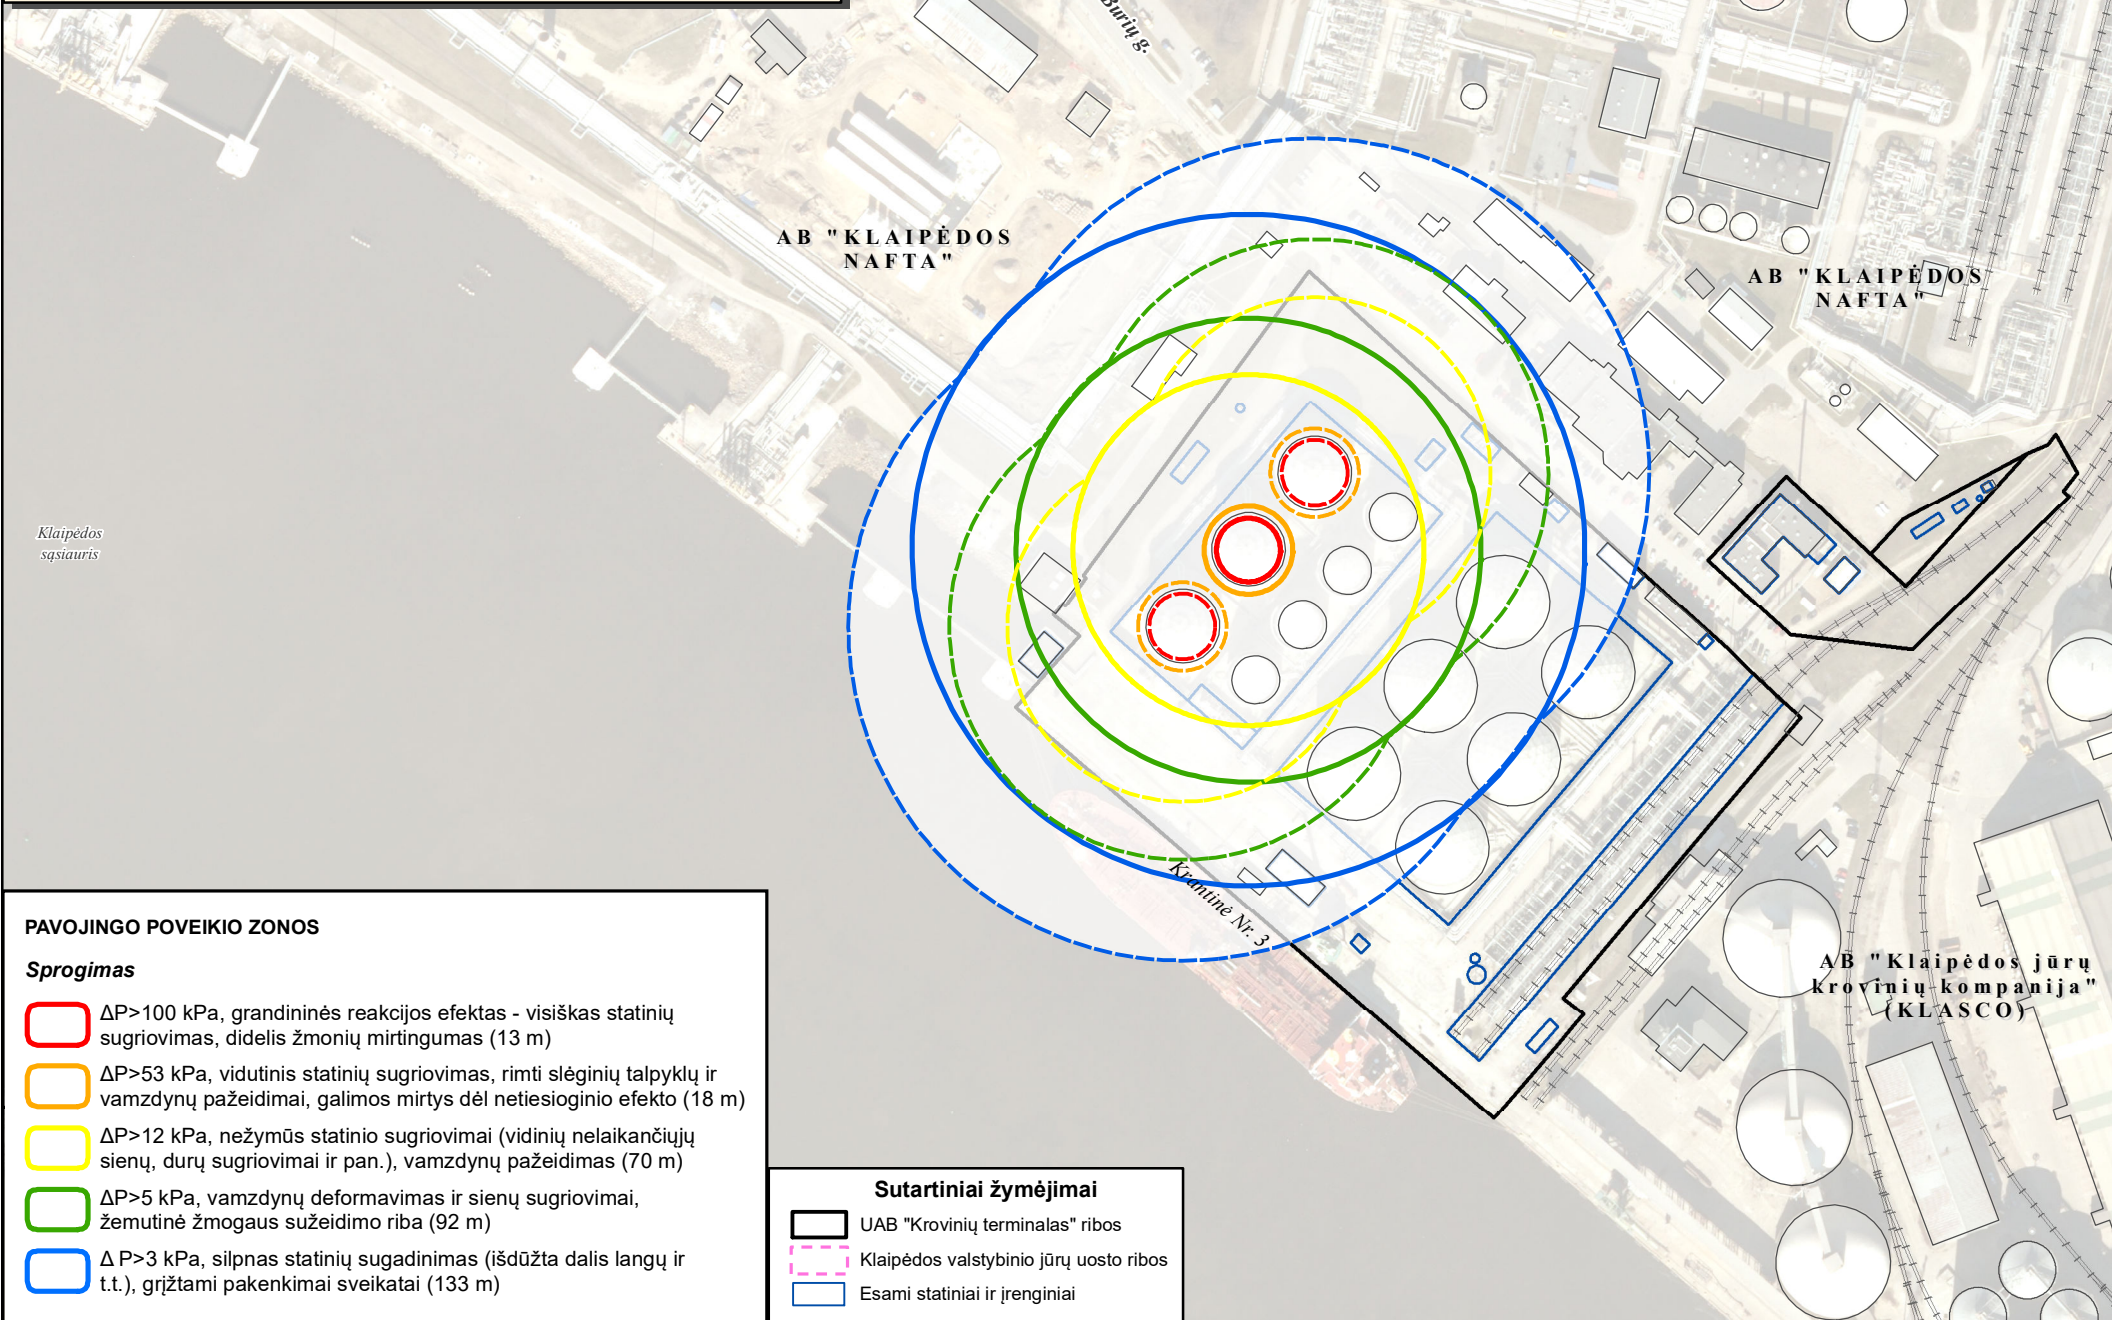 Burių g.
AB "KLAIPĖDOS
NAFTA"
AB "KLAIPĖDOS
NAFTA"
Klaipėdos
sąsiauris
Krantinė Nr. 3
AB "Klaipėdos jūrų
krovinių kompanija"
(KLASCO)
PAVOJINGO POVEIKIO ZONOS
Sprogimas
ΔP>100 kPa, grandininės reakcijos efektas - visiškas statinių
sugriovimas, didelis žmonių mirtingumas (13 m)
ΔP>53 kPa, vidutinis statinių sugriovimas, rimti slėginių talpyklų ir
vamzdynų pažeidimai, galimos mirtys dėl netiesioginio efekto (18 m)
ΔP>12 kPa, nežymūs statinio sugriovimai (vidinių nelaikančiųjų
sienų, durų sugriovimai ir pan.), vamzdynų pažeidimas (70 m)
ΔP>5 kPa, vamzdynų deformavimas ir sienų sugriovimai,
žemutinė žmogaus sužeidimo riba (92 m)
Δ P>3 kPa, silpnas statinių sugadinimas (išdūžta dalis langų ir
t.t.), grįžtami pakenkimai sveikatai (133 m)
Sutartiniai žymėjimai
UAB "Krovinių terminalas" ribos
Klaipėdos valstybinio jūrų uosto ribos
Esami statiniai ir įrenginiai